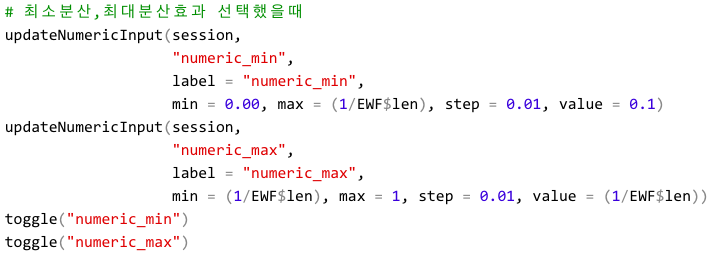 # 최소분산,최대분산효과 선택했을때
updateNumericInput(session,
"numeric_min",
label = "numeric_min",
min = 0.00, max = (1/EWF$len), step = 0.01, value = 0.1)
updateNumericInput(session,
"numeric_max",
label = "numeric_max",
min = (1/EWF$len), max = 1, step = 0.01, value = (1/EWF$len))
toggle("numeric_min")
toggle("numeric_max")